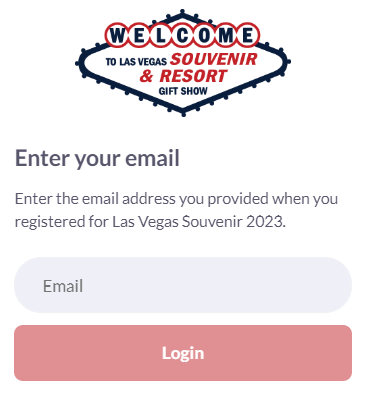 WELCOME
TO LAS VEGAS SOUVENIR
& RESORT
GIFT SHOW
Enter your email
Enter the email address you provided when you
registered for Las Vegas Souvenir 2023.
Email
Login